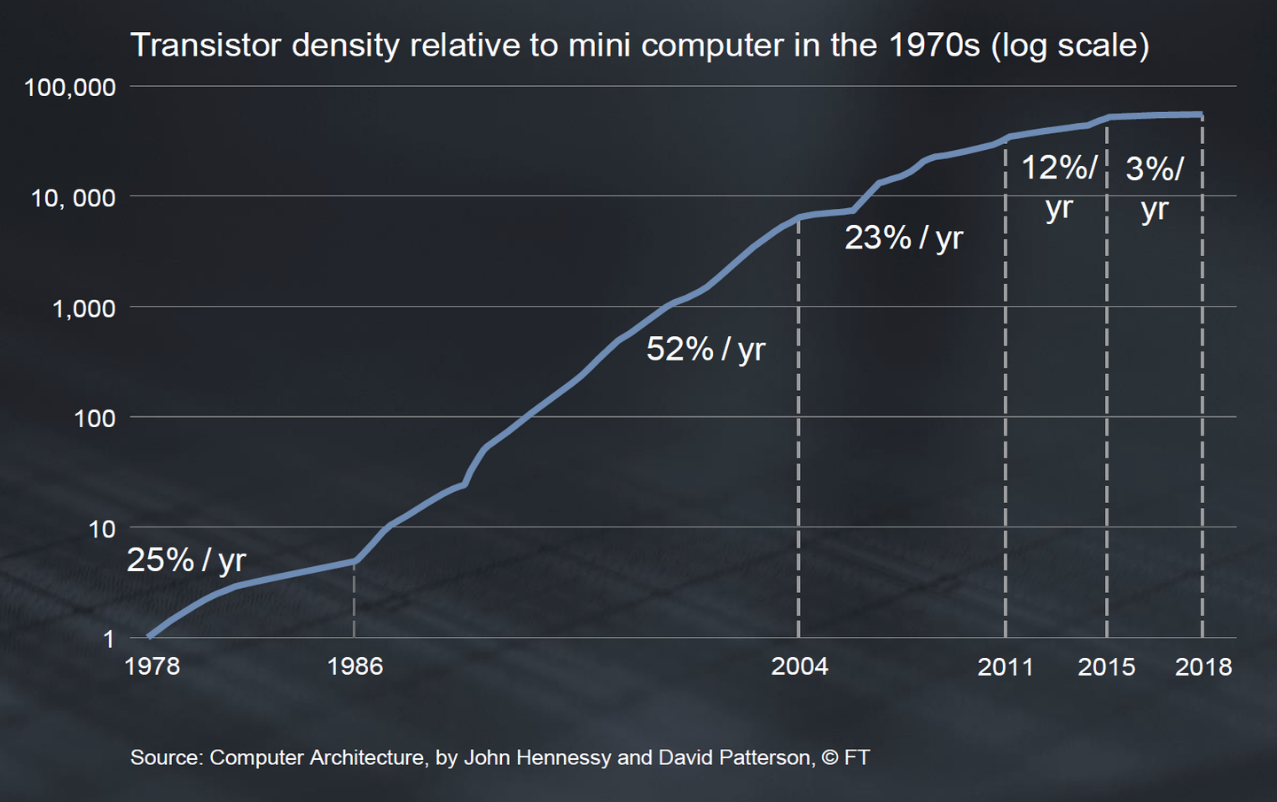 Transistor density relative to mini computer in the 1970s (log scale)
100,000
10, 000
1,000
100
10
1
25% / yr
52% / yr
23% / yr
12%/
yr
3%/
yr
1978
1986
2004
2011
2015
2018
Source: Computer Architecture, by John Hennessy and David Patterson, © FT